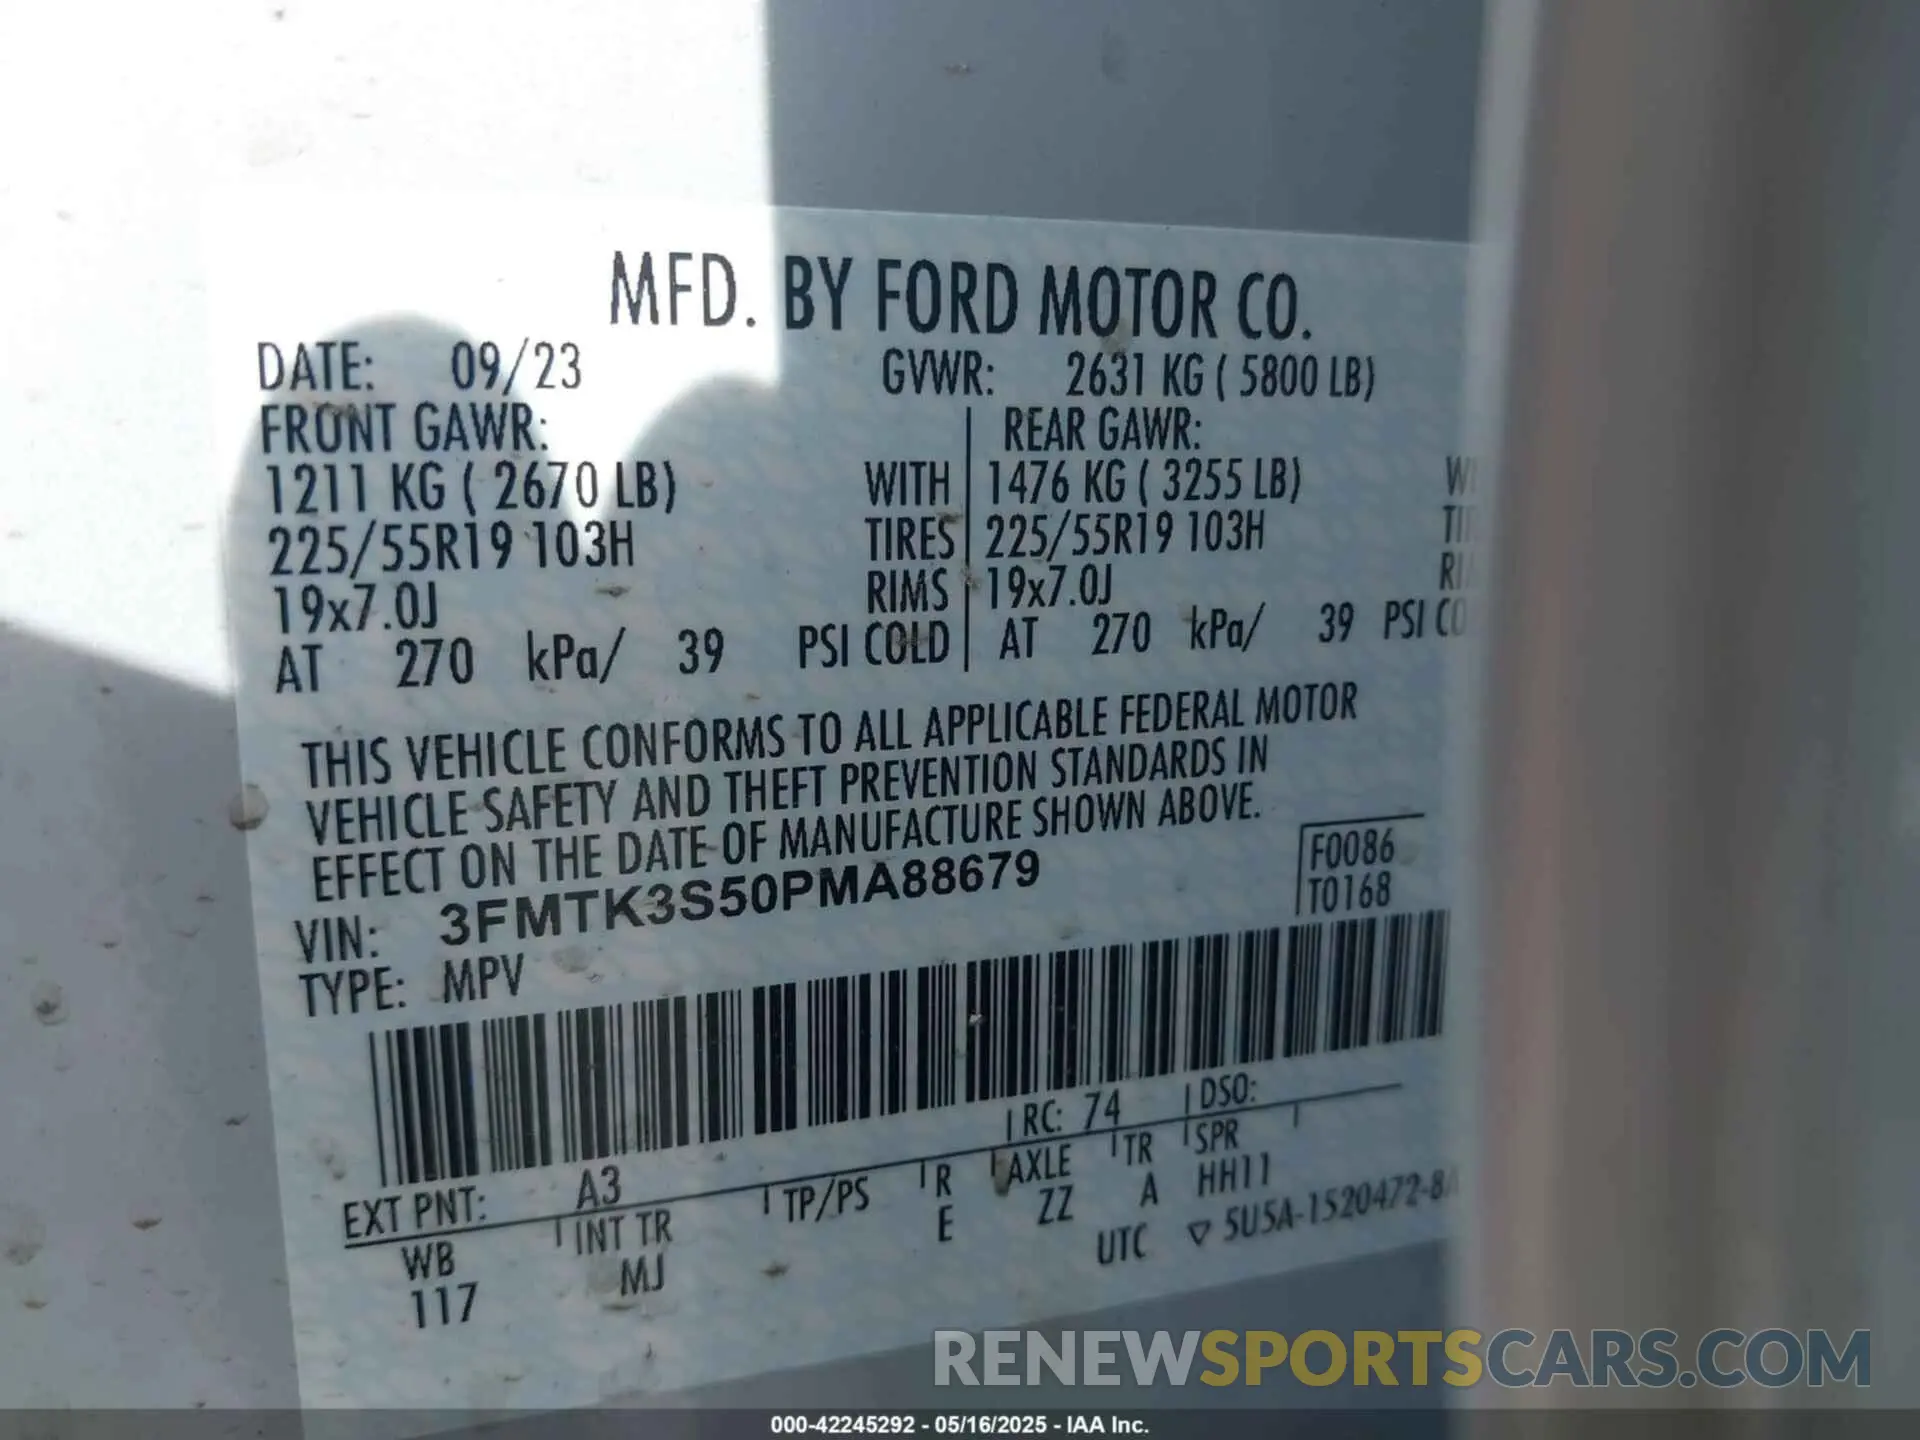 MFD. BY FORD MOTOR CO.
DATE: 09/23 GVWR: 2631 KG ( 5800 LB)
FRONT GAWR: REAR GAWR:
1211 KG ( 2670 LB) WITH 1476 KG ( 3255 LB)
225/55R19 103H TIRES 225/55R19 103H
19x7.0J RIMS 19x7.0J
AT 270 kPa/ 39 PSI COLD AT 270 kPa/ 39 PSI CO
THIS VEHICLE CONFORMS TO ALL APPLICABLE FEDERAL MOTOR
VEHICLE SAFETY AND THEFT PREVENTION STANDARDS IN
EFFECT ON THE DATE OF MANUFACTURE SHOWN ABOVE.
VIN: 3FMTK3S50PMA88679
F0086
T0168
TYPE: MPV
EXT PNT: A3 RC: 74 DSO:
WB INT TR TP/PS R AXLE TR SPR
117 MJ E ZZ A HH11
UTC 5U5A-1520472-8
RENEWSPORTSCARS.COM
000-42245292 - 05/16/2025 - IAA Inc.